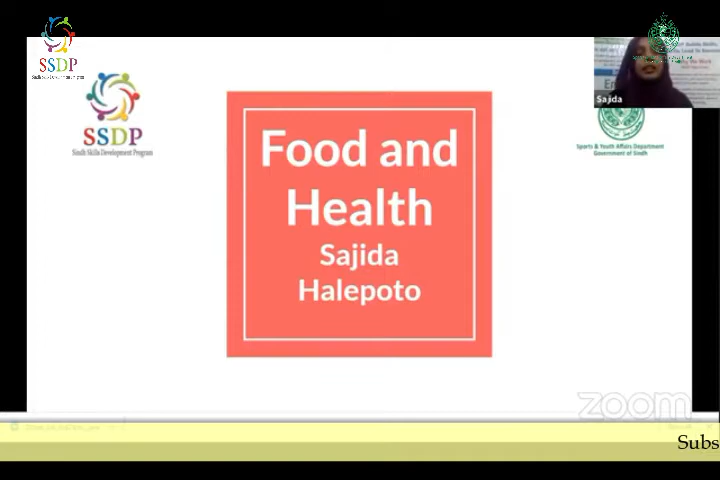 SSDP
SSDP
Sindh Skills Development Program
Food and
Health
Sajida
Halepoto
Sajida
Sports & Youth Affairs Department
Government of Sindh
zoom
Subs